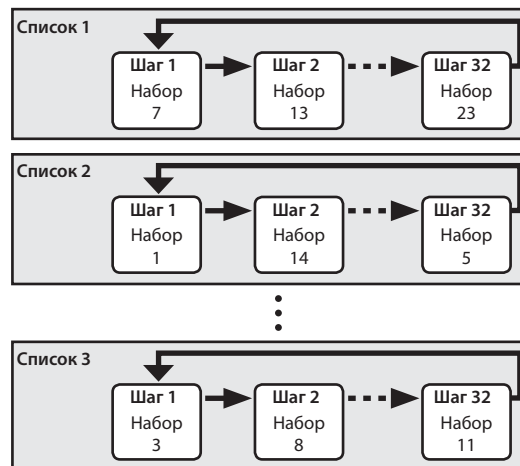 Список 1
Шаг 1
Набор
7
Шаг 2
Набор
13
Шаг 32
Набор
23
Список 2
Шаг 1
Набор
1
Шаг 2
Набор
14
Шаг 32
Набор
5
Список 3
Шаг 1
Набор
3
Шаг 2
Набор
8
Шаг 32
Набор
11